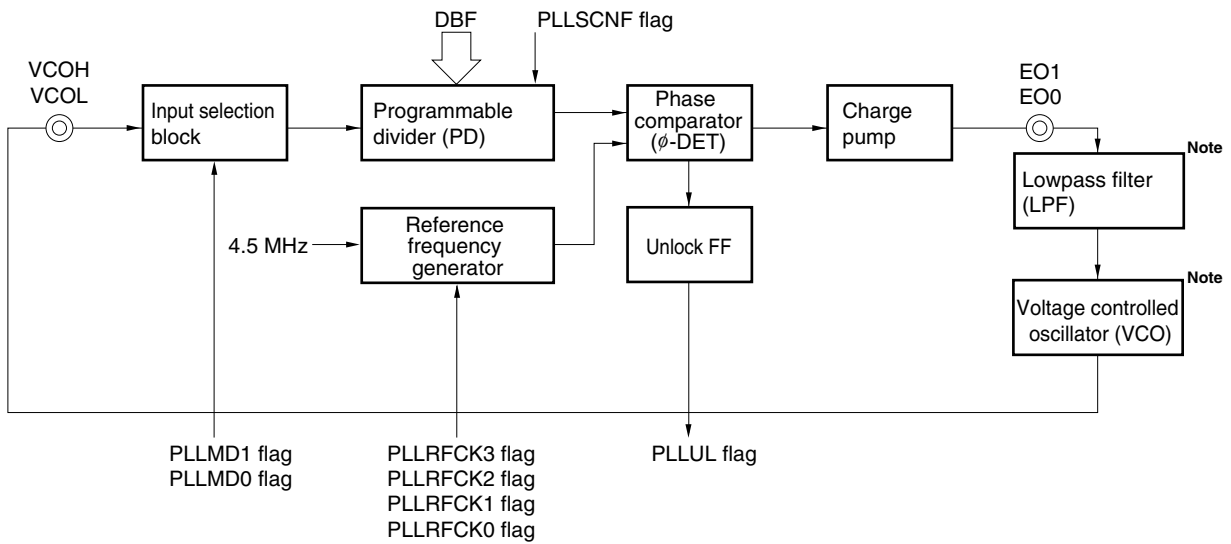 DBF
PLLSCNF flag
VCOH
VCOL
Input selection
block
Programmable
divider (PD)
Phase
comparator
(ϕ-DET)
Charge
pump
EO1
EO0
Note
Lowpass filter
(LPF)
4.5 MHz
Reference
frequency
generator
Unlock FF
Note
Voltage controlled
oscillator (VCO)
PLLMD1 flag
PLLMD0 flag
PLLRFCK3 flag
PLLRFCK2 flag
PLLRFCK1 flag
PLLRFCK0 flag
PLLUL flag